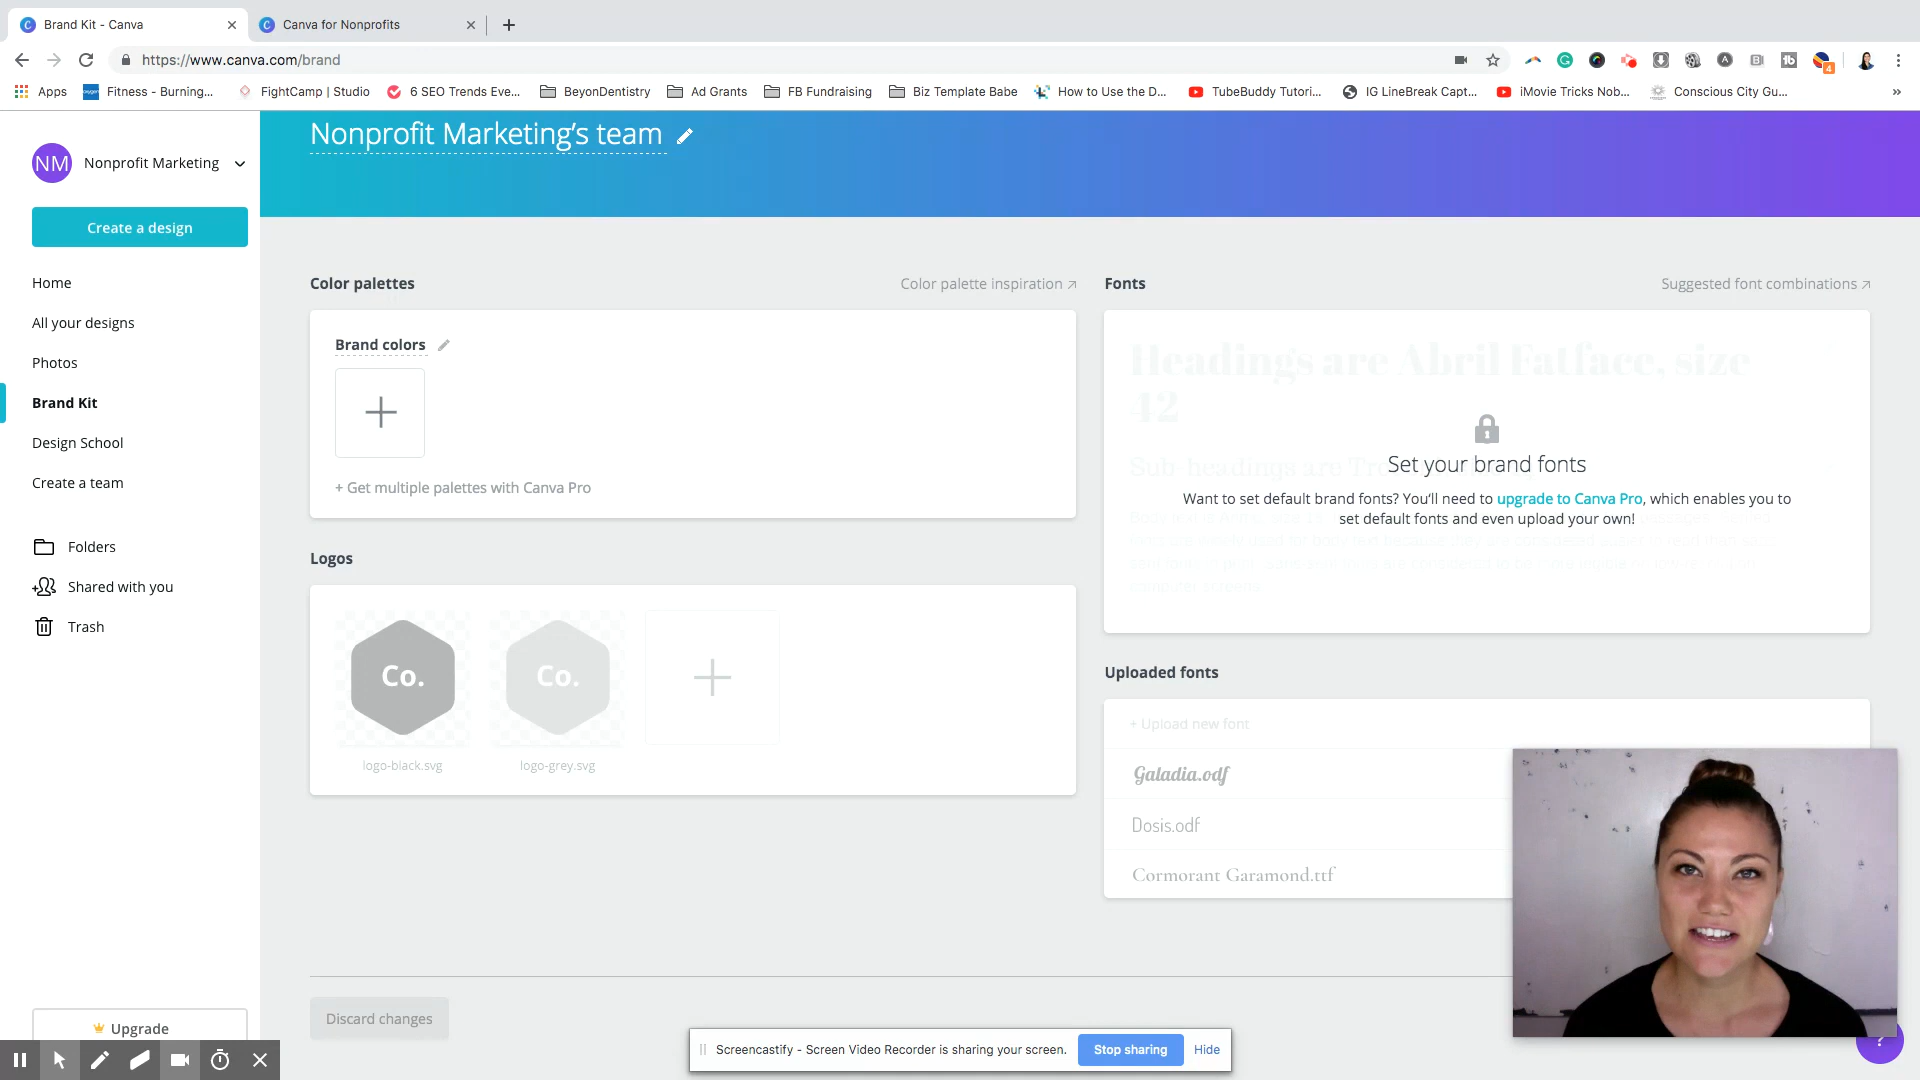 Brand Kit - Canva
Canva for Nonprofits
https://www.canva.com/brand
4
Apps
Fitness - Burning...
FightCamp | Studio
6 SEO Trends Eve...
BeyonDentistry
Ad Grants
FB Fundraising
Biz Template Babe
How to Use the D...
TubeBuddy Tutori...
IG LineBreak Capt...
iMovie Tricks Nob...
Conscious City Gu...
»
NM
Nonprofit Marketing
Create a design
Home
All your designs
Photos
Brand Kit
Design School
Create a team
Folders
Shared with you
Trash
Upgrade
Nonprofit Marketing's team
Color palettes
Color palette inspiration
Brand colors
+ Get multiple palettes with Canva Pro
Logos
Co.
Co.
logo-black.svg
logo-grey.svg
Discard changes
Fonts
Suggested font combinations
Headings are Abril Fatface, size
42
Sub-headings are
Set your brand fonts
Want to set default brand fonts? You'll need to upgrade to Canva Pro, which enables you to
set default fonts and even upload your own!
Uploaded fonts
+ Upload new font
Galadia.odf
Dosis.odf
Cormorant Garamond.ttf
Screencastify - Screen Video Recorder is sharing your screen.
Stop sharing
Hide
?